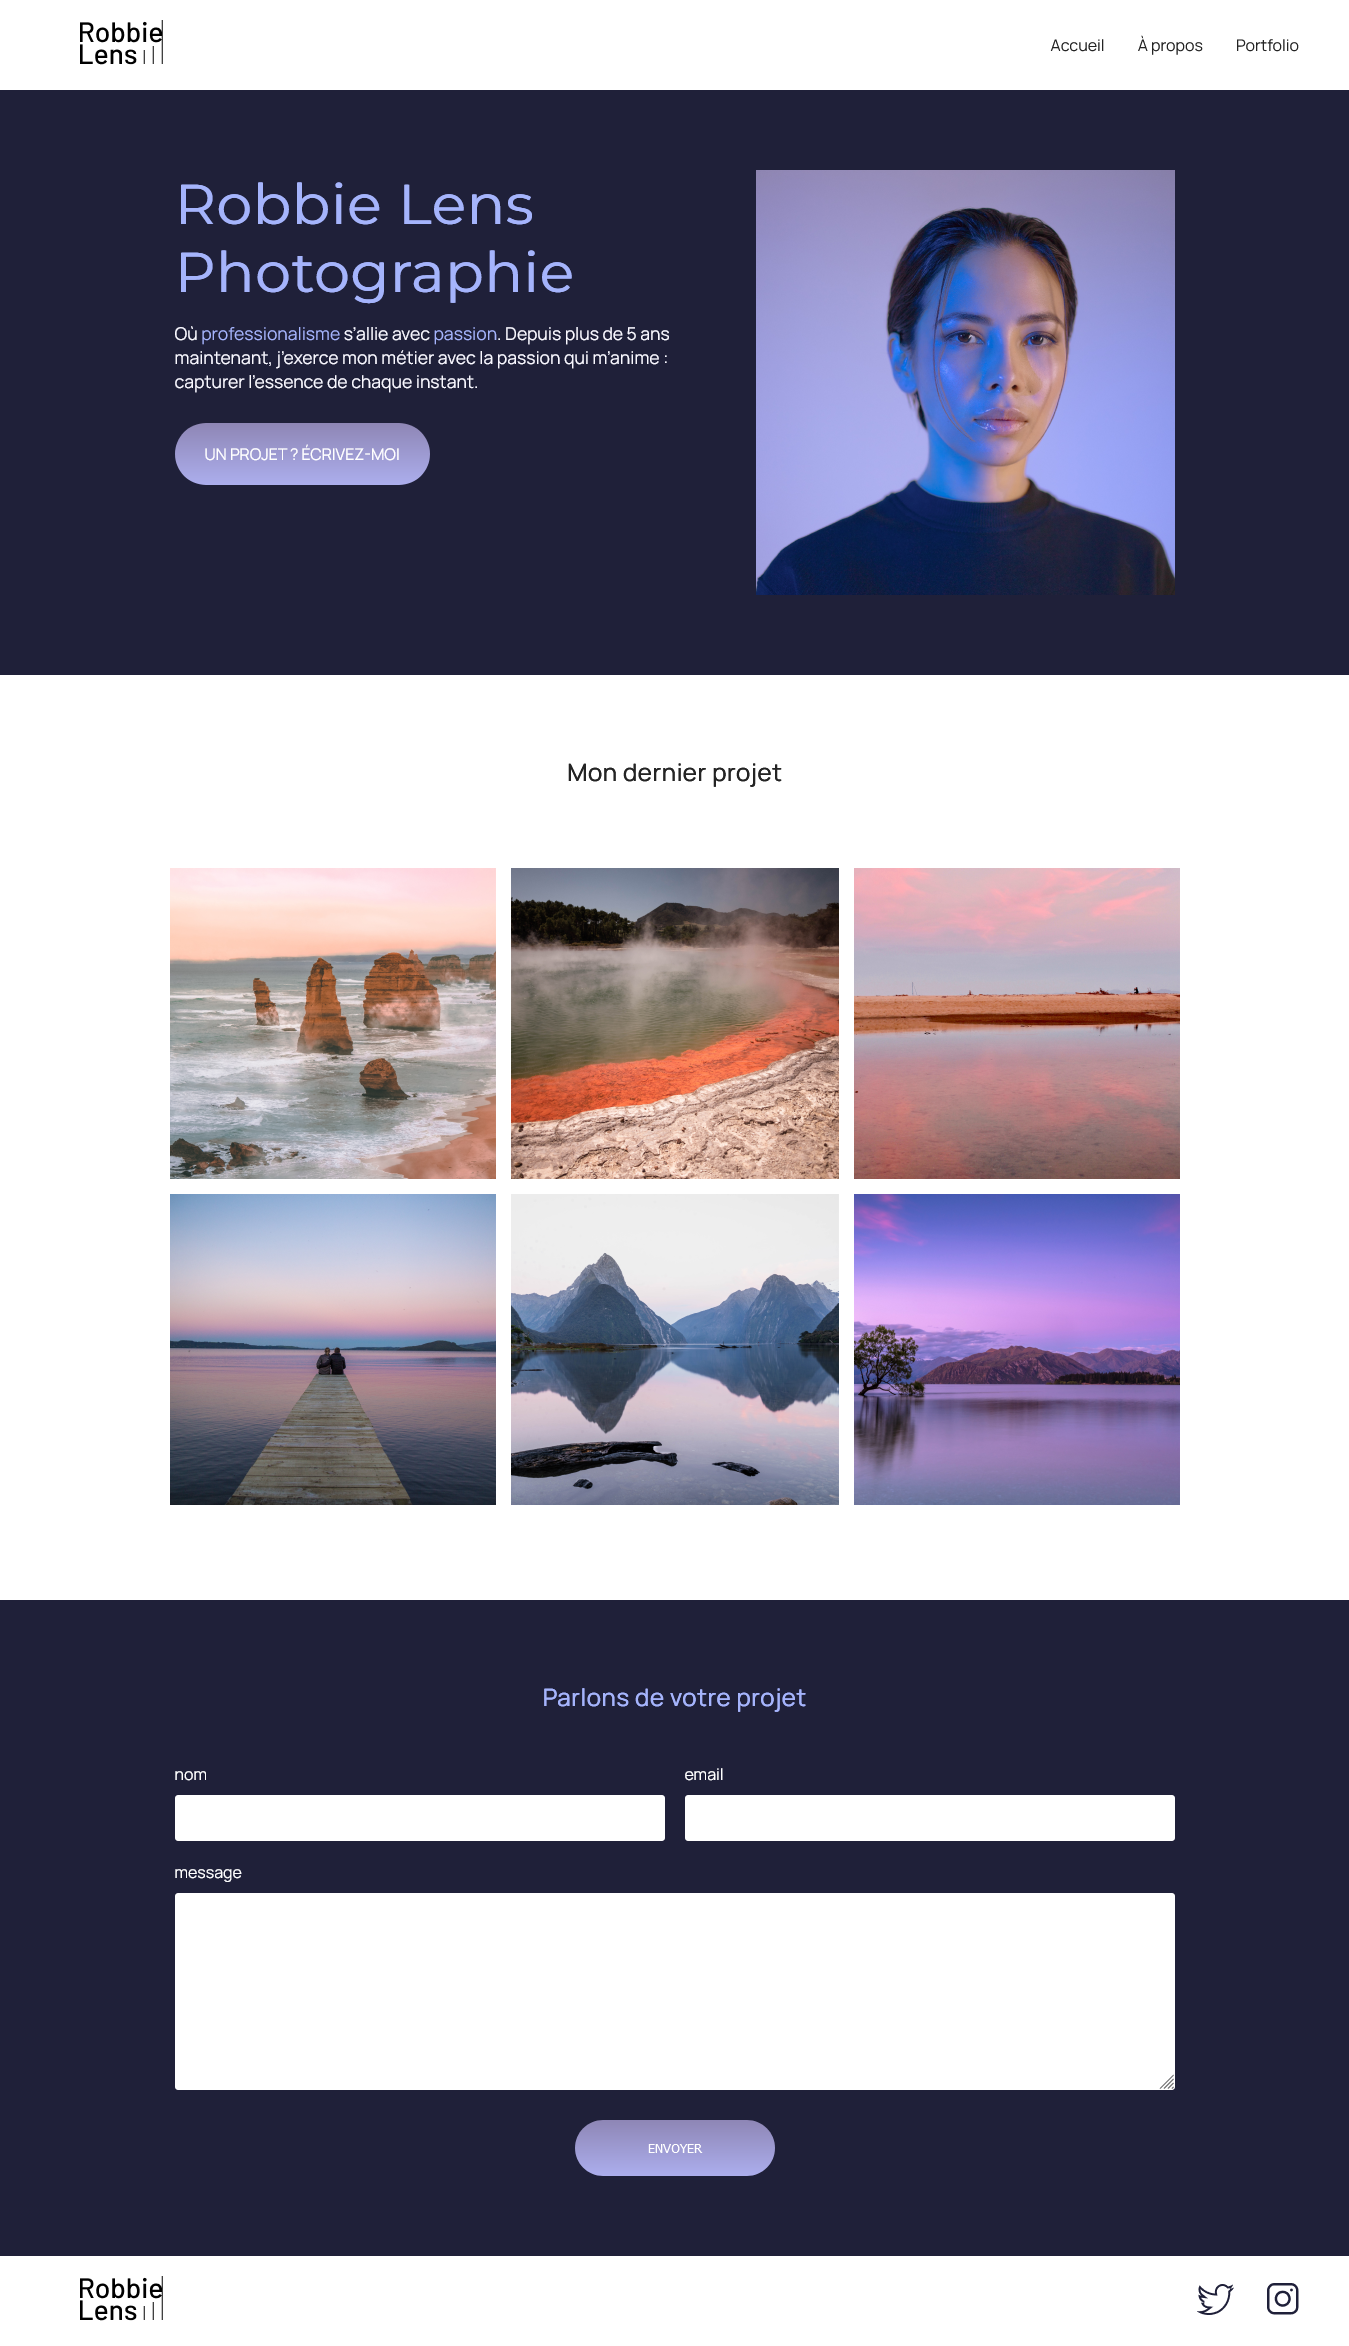 Robbie
Lens
Accueil À propos Portfolio
Robbie Lens
Photographie
Où professionalisme s'allie avec passion. Depuis plus de 5 ans
maintenant, j'exerce mon métier avec la passion qui m'anime :
capturer l'essence de chaque instant.
UN PROJET ? ÉCRIVEZ-MOI
Mon dernier projet
Parlons de votre projet
nom email
message
ENVOYER
Robbie
Lens